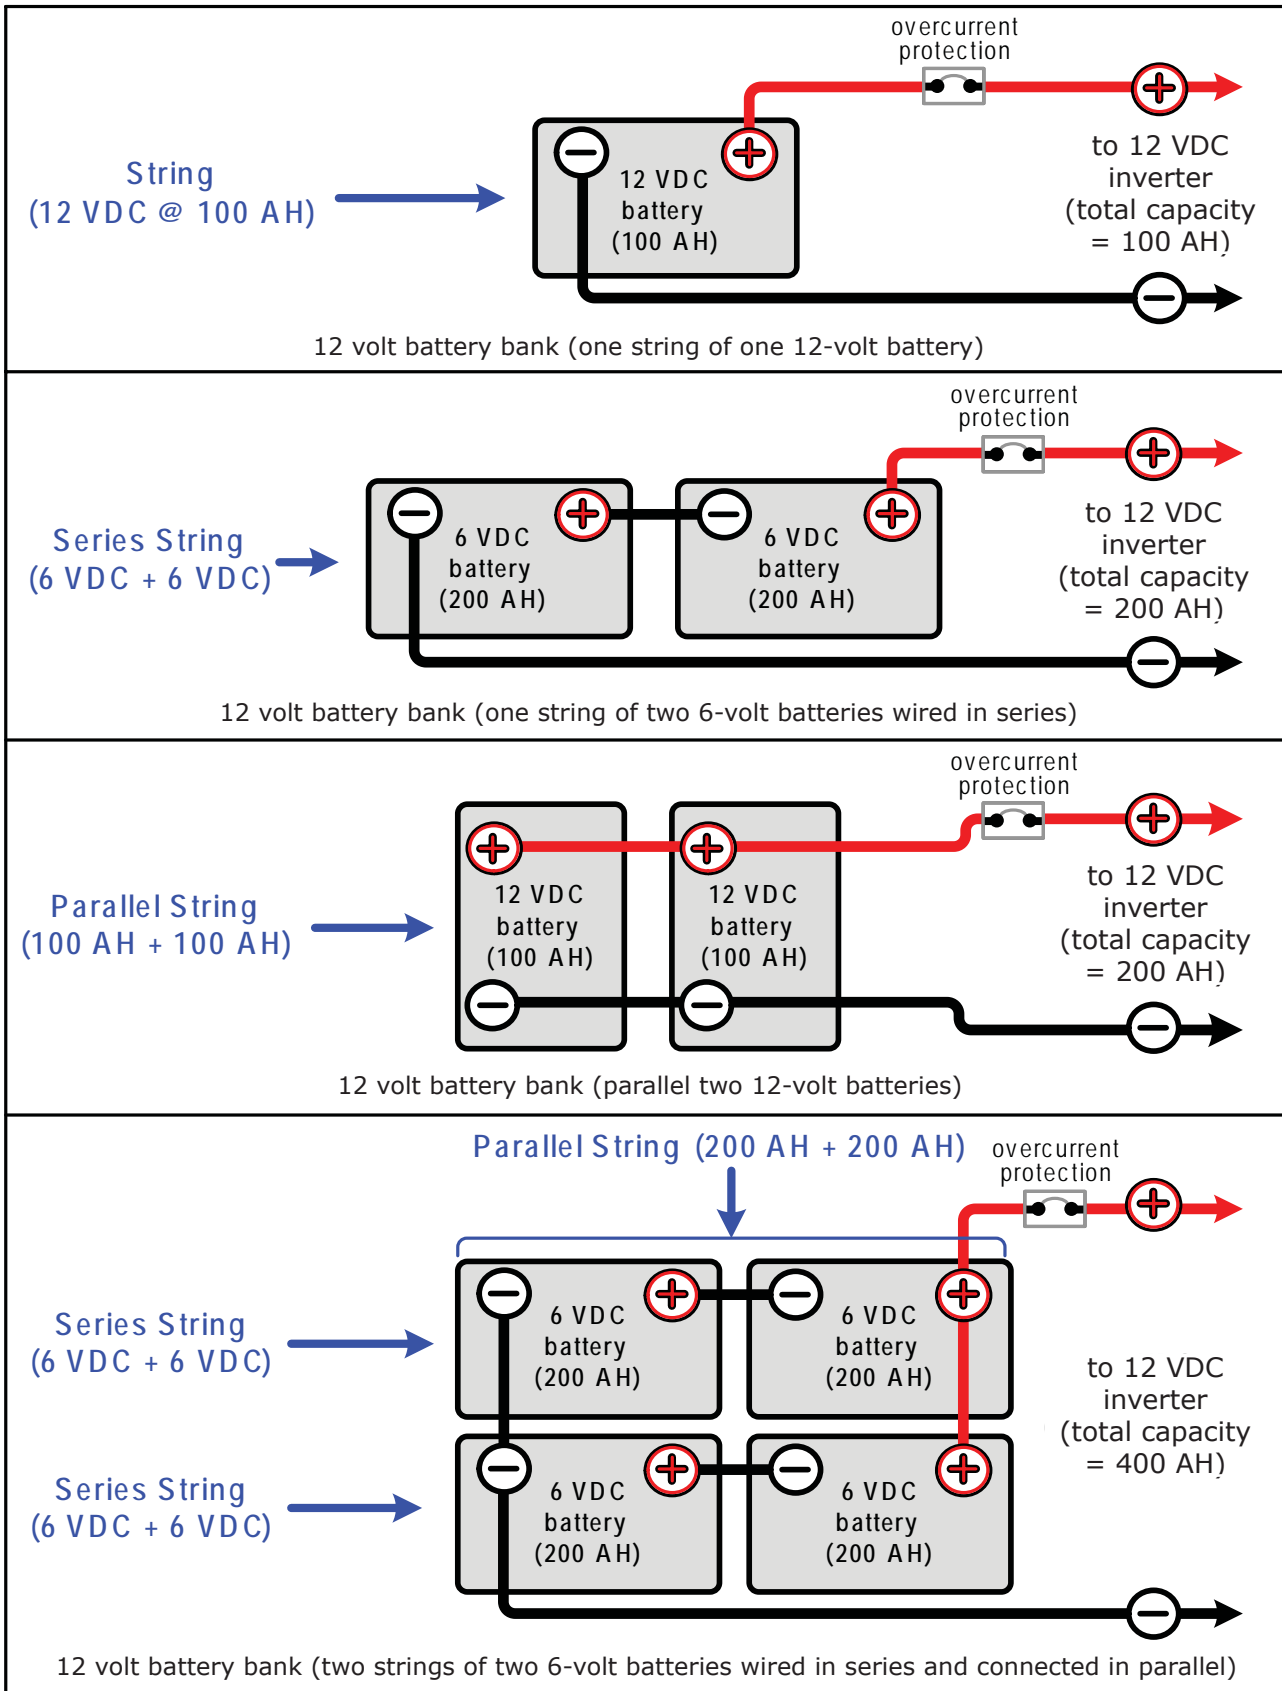 overcurrent
protection
String
(12 VDC @ 100 AH)
12 VDC
battery
(100 AH)
to 12 VDC
inverter
(total capacity
= 100 AH)
12 volt battery bank (one string of one 12-volt battery)
overcurrent
protection
Series String
(6 VDC + 6 VDC)
6 VDC
battery
(200 AH)
6 VDC
battery
(200 AH)
to 12 VDC
inverter
(total capacity
= 200 AH)
12 volt battery bank (one string of two 6-volt batteries wired in series)
overcurrent
protection
Parallel String
(100 AH + 100 AH)
12 VDC
battery
(100 AH)
12 VDC
battery
(100 AH)
to 12 VDC
inverter
(total capacity
= 200 AH)
12 volt battery bank (parallel two 12-volt batteries)
Parallel String (200 AH + 200 AH)
overcurrent
protection
Series String
(6 VDC + 6 VDC)
6 VDC
battery
(200 AH)
6 VDC
battery
(200 AH)
to 12 VDC
inverter
(total capacity
= 400 AH)
Series String
(6 VDC + 6 VDC)
6 VDC
battery
(200 AH)
6 VDC
battery
(200 AH)
12 volt battery bank (two strings of two 6-volt batteries wired in series and connected in parallel)